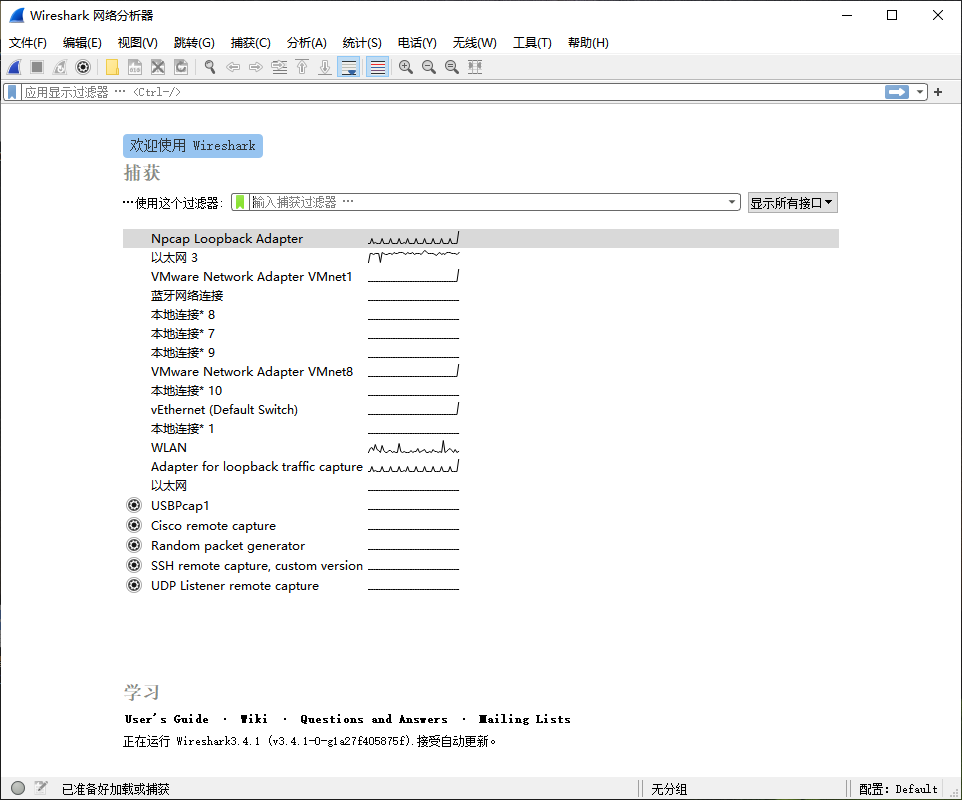 Wireshark 网络分析器
文件(F) 编辑(E) 视图(V) 跳转(G) 捕获(C) 分析(A) 统计(S) 电话(Y) 无线(W) 工具(T) 帮助(H)
应用显示过滤器 … <Ctrl-/>
欢迎使用 Wireshark
捕获
…使用这个过滤器: 输入捕获过滤器 … 显示所有接口
Npcap Loopback Adapter
以太网 3
VMware Network Adapter VMnet1
蓝牙网络连接
本地连接* 8
本地连接* 7
本地连接* 9
VMware Network Adapter VMnet8
本地连接* 10
vEthernet (Default Switch)
本地连接* 1
WLAN
Adapter for loopback traffic capture
以太网
USBPcap1
Cisco remote capture
Random packet generator
SSH remote capture, custom version
UDP Listener remote capture
学习
User's Guide · Wiki · Questions and Answers · Mailing Lists
正在运行 Wireshark3.4.1 (v3.4.1-0-g1a27f405875f).接受自动更新。
已准备好加载或捕获 无分组 配置: Default